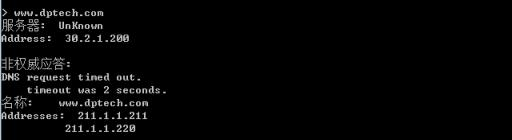 > www.dptech.com
服务器:  UnKnown
Address:  30.2.1.200
非权威应答:
DNS request timed out.
    timeout was 2 seconds.
名称:    www.dptech.com
Addresses:  211.1.1.211
          211.1.1.220